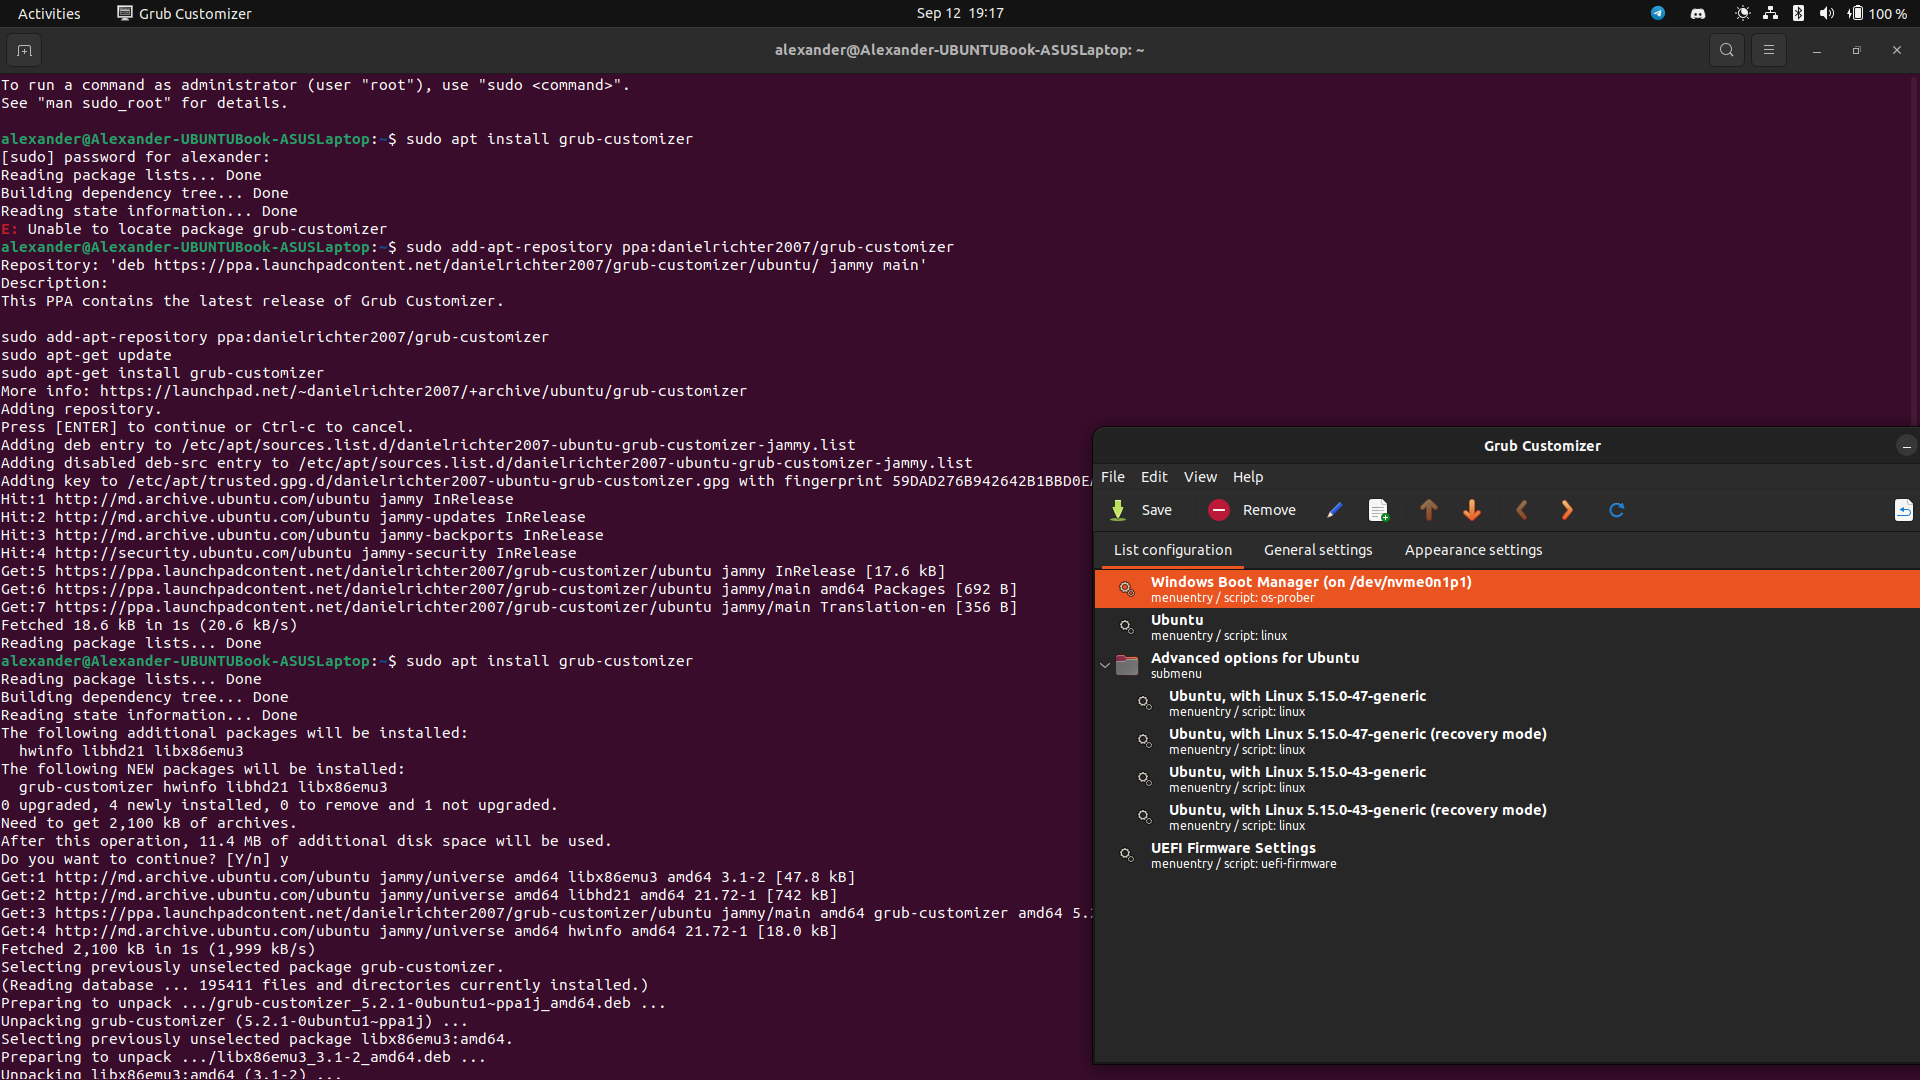 Activities
Grub Customizer
Sep 12 19:17
100 %
alexander@Alexander-UBUNTUBook-ASUSLaptop: ~
To run a command as administrator (user "root"), use "sudo <command>".
See "man sudo_root" for details.
alexander@Alexander-UBUNTUBook-ASUSLaptop:~$ sudo apt install grub-customizer
[sudo] password for alexander:
Reading package lists... Done
Building dependency tree... Done
Reading state information... Done
E: Unable to locate package grub-customizer
alexander@Alexander-UBUNTUBook-ASUSLaptop:~$ sudo add-apt-repository ppa:danielrichter2007/grub-customizer
Repository: 'deb https://ppa.launchpadcontent.net/danielrichter2007/grub-customizer/ubuntu/ jammy main'
Description:
This PPA contains the latest release of Grub Customizer.
sudo add-apt-repository ppa:danielrichter2007/grub-customizer
sudo apt-get update
sudo apt-get install grub-customizer
More info: https://launchpad.net/~danielrichter2007/+archive/ubuntu/grub-customizer
Adding repository.
Press [ENTER] to continue or Ctrl-c to cancel.
Adding deb entry to /etc/apt/sources.list.d/danielrichter2007-ubuntu-grub-customizer-jammy.list
Adding disabled deb-src entry to /etc/apt/sources.list.d/danielrichter2007-ubuntu-grub-customizer-jammy.list
Adding key to /etc/apt/trusted.gpg.d/danielrichter2007-ubuntu-grub-customizer.gpg with fingerprint 59DAD276B942642B1BBD0E
Hit:1 http://md.archive.ubuntu.com/ubuntu jammy InRelease
Hit:2 http://md.archive.ubuntu.com/ubuntu jammy-updates InRelease
Hit:3 http://md.archive.ubuntu.com/ubuntu jammy-backports InRelease
Hit:4 http://security.ubuntu.com/ubuntu jammy-security InRelease
Get:5 https://ppa.launchpadcontent.net/danielrichter2007/grub-customizer/ubuntu jammy InRelease [17.6 kB]
Get:6 https://ppa.launchpadcontent.net/danielrichter2007/grub-customizer/ubuntu jammy/main amd64 Packages [692 B]
Get:7 https://ppa.launchpadcontent.net/danielrichter2007/grub-customizer/ubuntu jammy/main Translation-en [356 B]
Fetched 18.6 kB in 1s (20.6 kB/s)
Reading package lists... Done
alexander@Alexander-UBUNTUBook-ASUSLaptop:~$ sudo apt install grub-customizer
Reading package lists... Done
Building dependency tree... Done
Reading state information... Done
The following additional packages will be installed:
hwinfo libhd21 libx86emu3
The following NEW packages will be installed:
grub-customizer hwinfo libhd21 libx86emu3
0 upgraded, 4 newly installed, 0 to remove and 1 not upgraded.
Need to get 2,100 kB of archives.
After this operation, 11.4 MB of additional disk space will be used.
Do you want to continue? [Y/n] y
Get:1 http://md.archive.ubuntu.com/ubuntu jammy/universe amd64 libx86emu3 amd64 3.1-2 [47.8 kB]
Get:2 http://md.archive.ubuntu.com/ubuntu jammy/universe amd64 libhd21 amd64 21.72-1 [742 kB]
Get:3 https://ppa.launchpadcontent.net/danielrichter2007/grub-customizer/ubuntu jammy/main amd64 grub-customizer amd64 5.
Get:4 http://md.archive.ubuntu.com/ubuntu jammy/universe amd64 hwinfo amd64 21.72-1 [18.0 kB]
Fetched 2,100 kB in 1s (1,999 kB/s)
Selecting previously unselected package grub-customizer.
(Reading database ... 195411 files and directories currently installed.)
Preparing to unpack .../grub-customizer_5.2.1-0ubuntu1~ppa1j_amd64.deb ...
Unpacking grub-customizer (5.2.1-0ubuntu1~ppa1j) ...
Selecting previously unselected package libx86emu3:amd64.
Preparing to unpack .../libx86emu3_3.1-2_amd64.deb ...
Unpacking libx86emu3:amd64 (3.1-2) ...
Grub Customizer
File Edit View Help
Save Remove
List configuration General settings Appearance settings
Windows Boot Manager (on /dev/nvme0n1p1)
menuentry / script: os-prober
Ubuntu
menuentry / script: linux
Advanced options for Ubuntu
submenu
Ubuntu, with Linux 5.15.0-47-generic
menuentry / script: linux
Ubuntu, with Linux 5.15.0-47-generic (recovery mode)
menuentry / script: linux
Ubuntu, with Linux 5.15.0-43-generic
menuentry / script: linux
Ubuntu, with Linux 5.15.0-43-generic (recovery mode)
menuentry / script: linux
UEFI Firmware Settings
menuentry / script: uefi-firmware